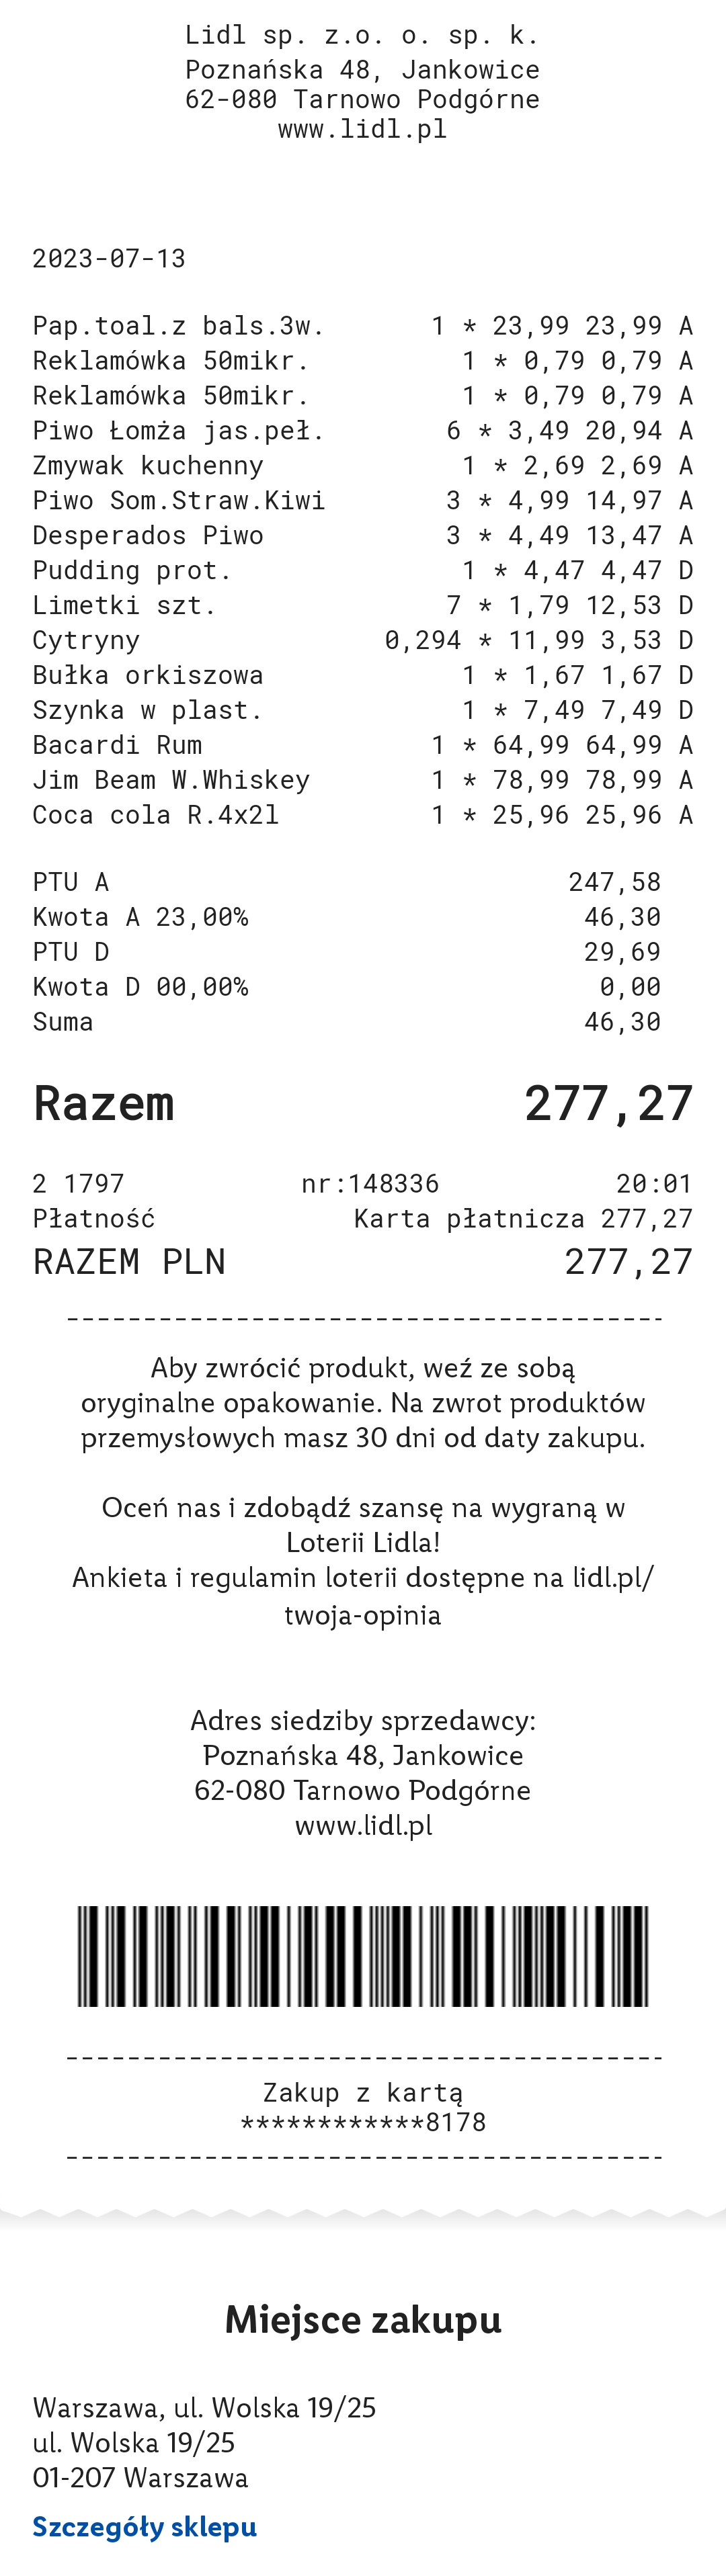 Lidl sp. z.o. o. sp. k.
Poznańska 48, Jankowice
62-080 Tarnowo Podgórne
www.lidl.pl
2023-07-13
Pap.toal.z bals.3w. 1 * 23,99 23,99 A
Reklamówka 50mikr. 1 * 0,79 0,79 A
Reklamówka 50mikr. 1 * 0,79 0,79 A
Piwo Łomża jas.peł. 6 * 3,49 20,94 A
Zmywak kuchenny 1 * 2,69 2,69 A
Piwo Som.Straw.Kiwi 3 * 4,99 14,97 A
Desperados Piwo 3 * 4,49 13,47 A
Pudding prot. 1 * 4,47 4,47 D
Limetki szt. 7 * 1,79 12,53 D
Cytryny 0,294 * 11,99 3,53 D
Bułka orkiszowa 1 * 1,67 1,67 D
Szynka w plast. 1 * 7,49 7,49 D
Bacardi Rum 1 * 64,99 64,99 A
Jim Beam W.Whiskey 1 * 78,99 78,99 A
Coca cola R.4x2l 1 * 25,96 25,96 A
PTU A 247,58
Kwota A 23,00% 46,30
PTU D 29,69
Kwota D 00,00% 0,00
Suma 46,30
Razem 277,27
2 1797 nr:148336 20:01
Płatność Karta płatnicza 277,27
RAZEM PLN 277,27
Aby zwrócić produkt, weź ze sobą
oryginalne opakowanie. Na zwrot produktów
przemysłowych masz 30 dni od daty zakupu.
Oceń nas i zdobądź szansę na wygraną w
Loterii Lidla!
Ankieta i regulamin loterii dostępne na lidl.pl/
twoja-opinia
Adres siedziby sprzedawcy:
Poznańska 48, Jankowice
62-080 Tarnowo Podgórne
www.lidl.pl
Zakup z kartą
************8178
Miejsce zakupu
Warszawa, ul. Wolska 19/25
ul. Wolska 19/25
01-207 Warszawa
Szczegóły sklepu